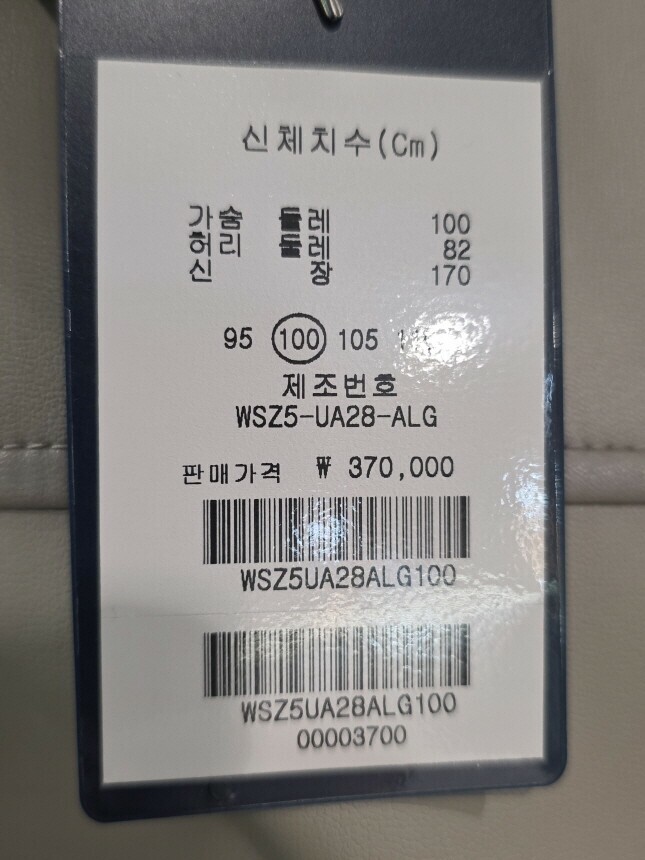 신체치수(Cm)
가슴 둘레 100
허리 둘레 82
신 장 170
95 100 105
제조번호
WSZ5-UA28-ALG
판매가격 ₩ 370,000
WSZ5UA28ALG100
WSZ5UA28ALG100
00003700